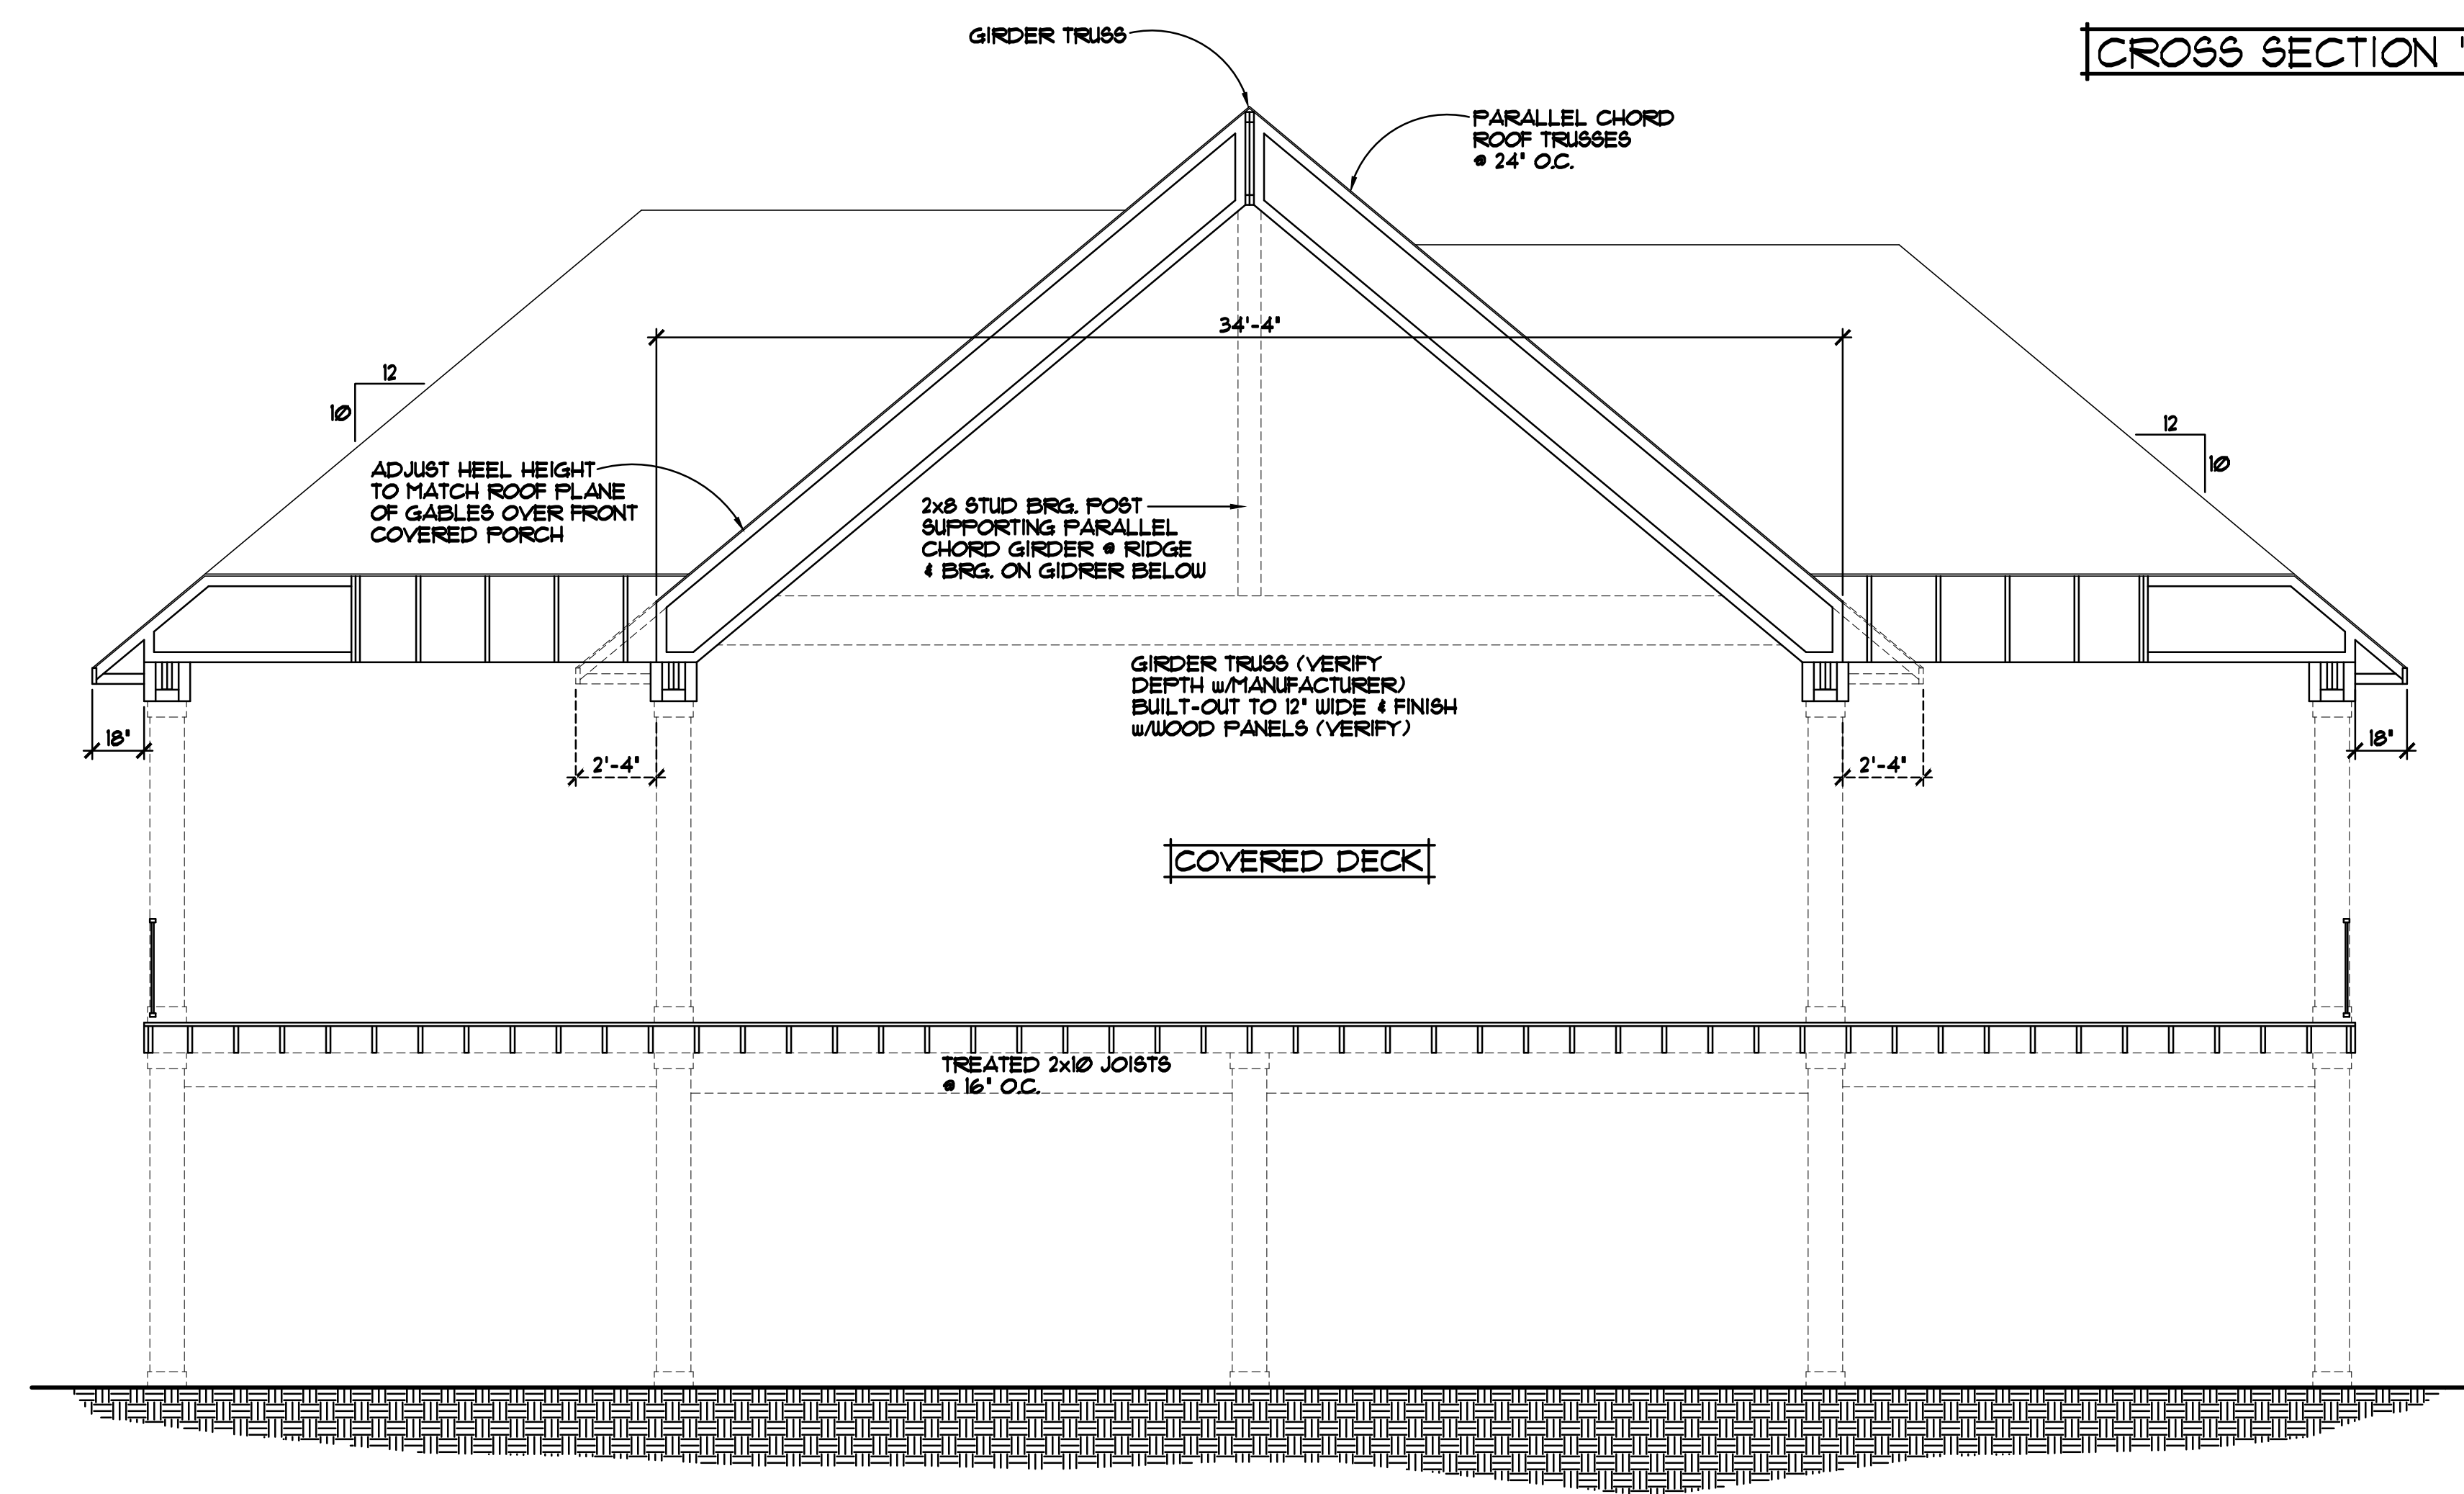 GIRDER TRUSS
CROSS SECTION "
PARALLEL CHORD
ROOF TRUSSES
@ 24" O.C.
34'-4"
12
10
12
10
ADJUST HEEL HEIGHT
TO MATCH ROOF PLANE
OF GABLES OVER FRONT
COVERED PORCH
2x8 STUD BRG. POST
SUPPORTING PARALLEL
CHORD GIRDER @ RIDGE
& BRG. ON GIDRER BELOW
GIRDER TRUSS (VERIFY
DEPTH w/MANUFACTURER)
BUILT-OUT TO 12" WIDE & FINISH
w/WOOD PANELS (VERIFY)
18"
2'-4"
2'-4"
18"
COVERED DECK
TREATED 2x10 JOISTS
@ 16" O.C.